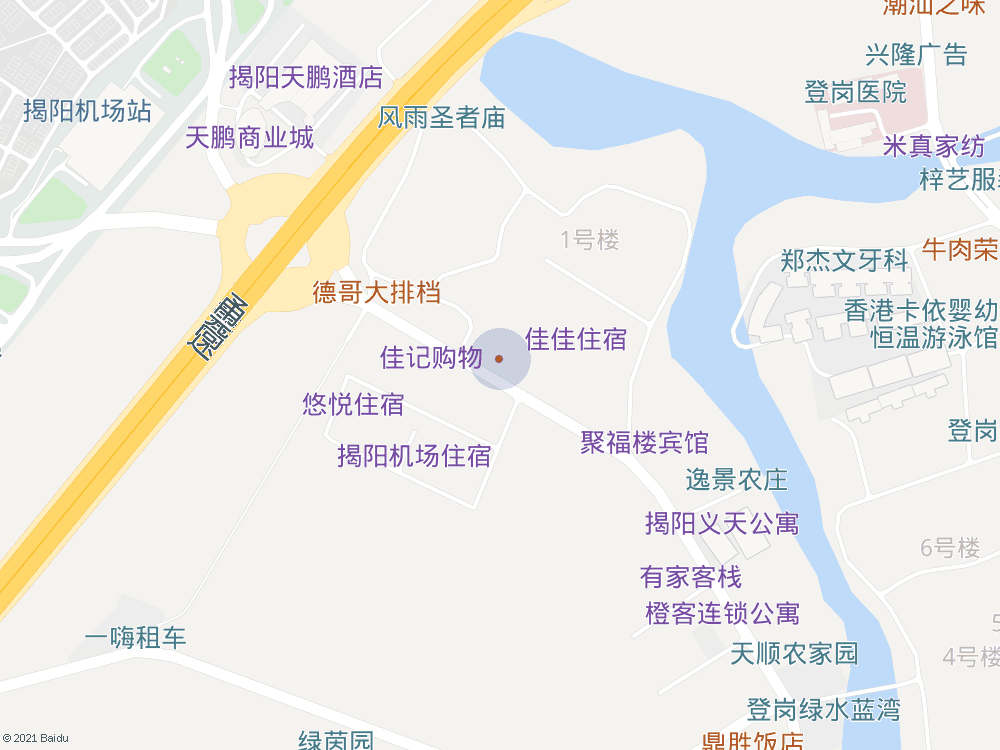 潮汕之味
兴隆广告
揭阳天鹏酒店
登岗医院
揭阳机场站
风雨圣者庙
天鹏商业城
米真家纺
梓艺服
1号楼
牛肉荣
郑杰文牙科
德哥大排档
甬莞
香港卡依婴幼
恒温游泳馆
佳佳住宿
佳记购物
悠悦住宿
登岗
聚福楼宾馆
揭阳机场住宿
逸景农庄
揭阳义天公寓
6号楼
有家客栈
橙客连锁公寓
一嗨租车
天顺农家园
4号楼
登岗绿水蓝湾
鼎胜饭店
绿茵园
© 2021 Baidu